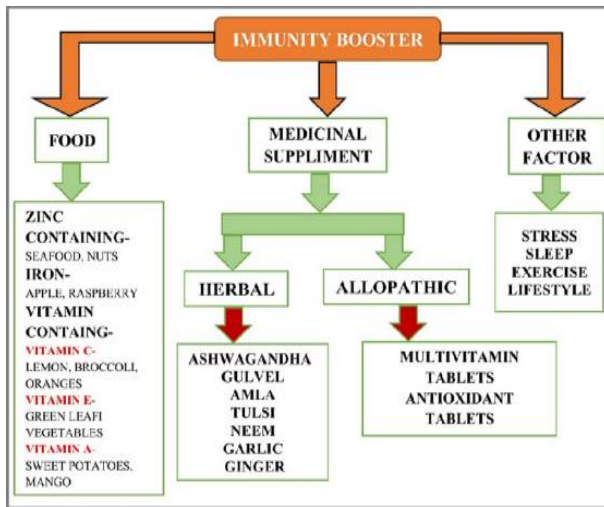 IMMUNITY BOOSTER
FOOD
MEDICINAL
SUPPLIMENT
OTHER
FACTOR
ZINC
CONTAINING-
SEAFOOD, NUTS
IRON-
APPLE, RASPBERRY
VITAMIN
CONTAING-
VITAMIN C-
LEMON, BROCCOLI,
ORANGES
VITAMIN E-
GREEN LEAFI
VEGETABLES
VITAMIN A-
SWEET POTATOES,
MANGO
HERBAL
ALLOPATHIC
STRESS
SLEEP
EXERCISE
LIFESTYLE
ASHWAGANDHA
GULVEL
AMLA
TULSI
NEEM
GARLIC
GINGER
MULTIVITAMIN
TABLETS
ANTIOXIDANT
TABLETS